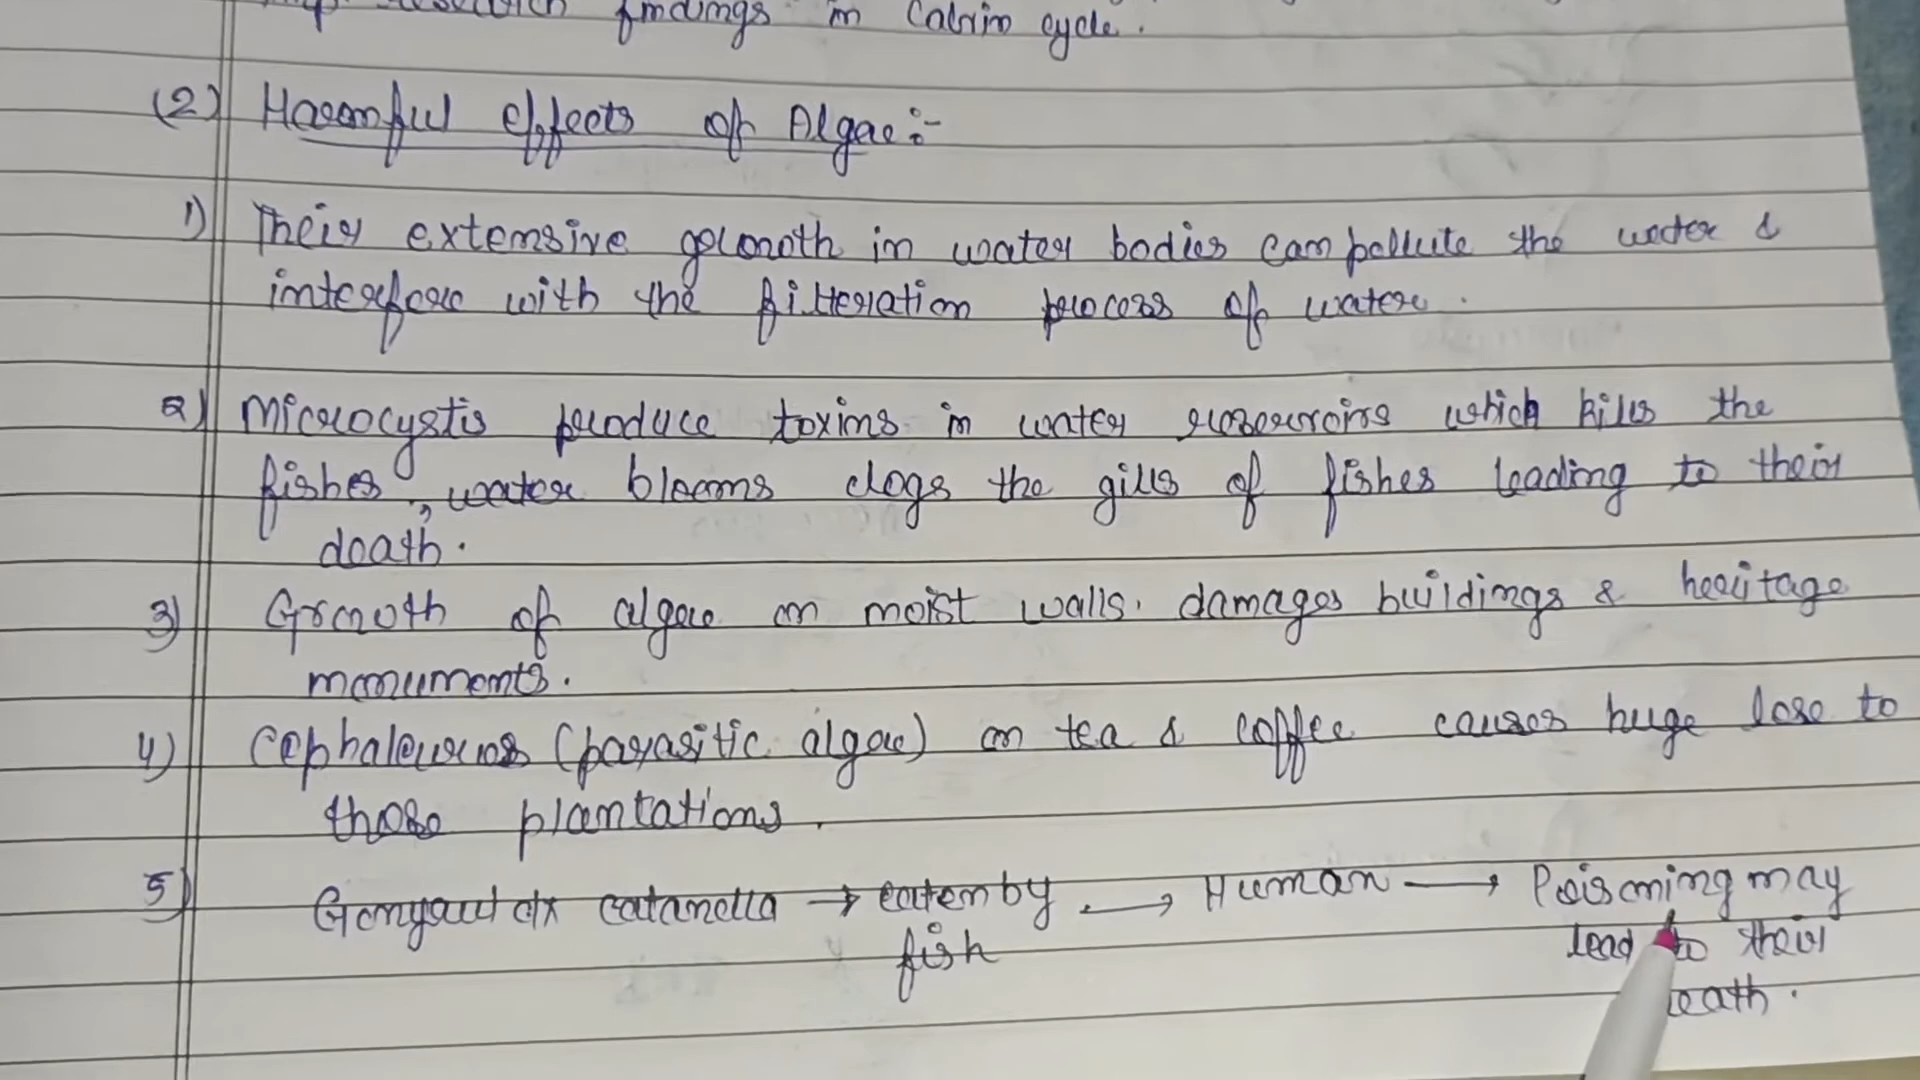 findings in Calvin cycle.
(2) Harmful effects of Algae:-
1) Their extensive growth in water bodies can pollute the water &
interfere with the filteration process of water.
2) Microcystis produce toxins in water reservoirs which kills the
fishes, water blooms clogs the gills of fishes leading to their
death.
3) Growth of algae on moist walls. damages buildings & heritage
monuments.
4) Cephaleuros (parasitic algae) on tea & coffee causes huge lose to
those plantations.
5) Gonyaulax catanella → eaten by → Human → Poisoning may
fish lead to their
eath.